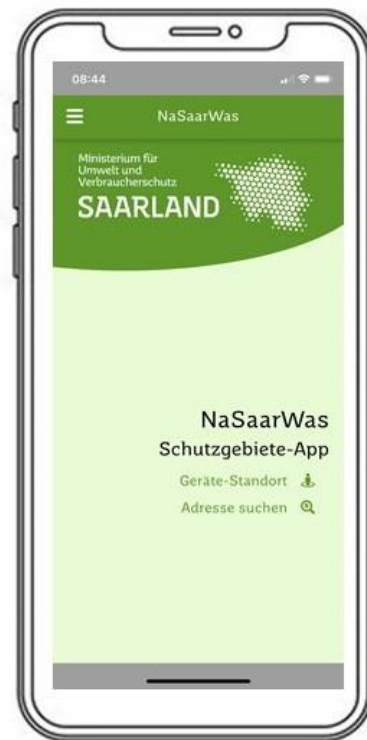 08:44
NaSaarWas
Ministerium für
Umwelt und
Verbraucherschutz
SAARLAND
NaSaarWas
Schutzgebiete-App
Geräte-Standort
Adresse suchen